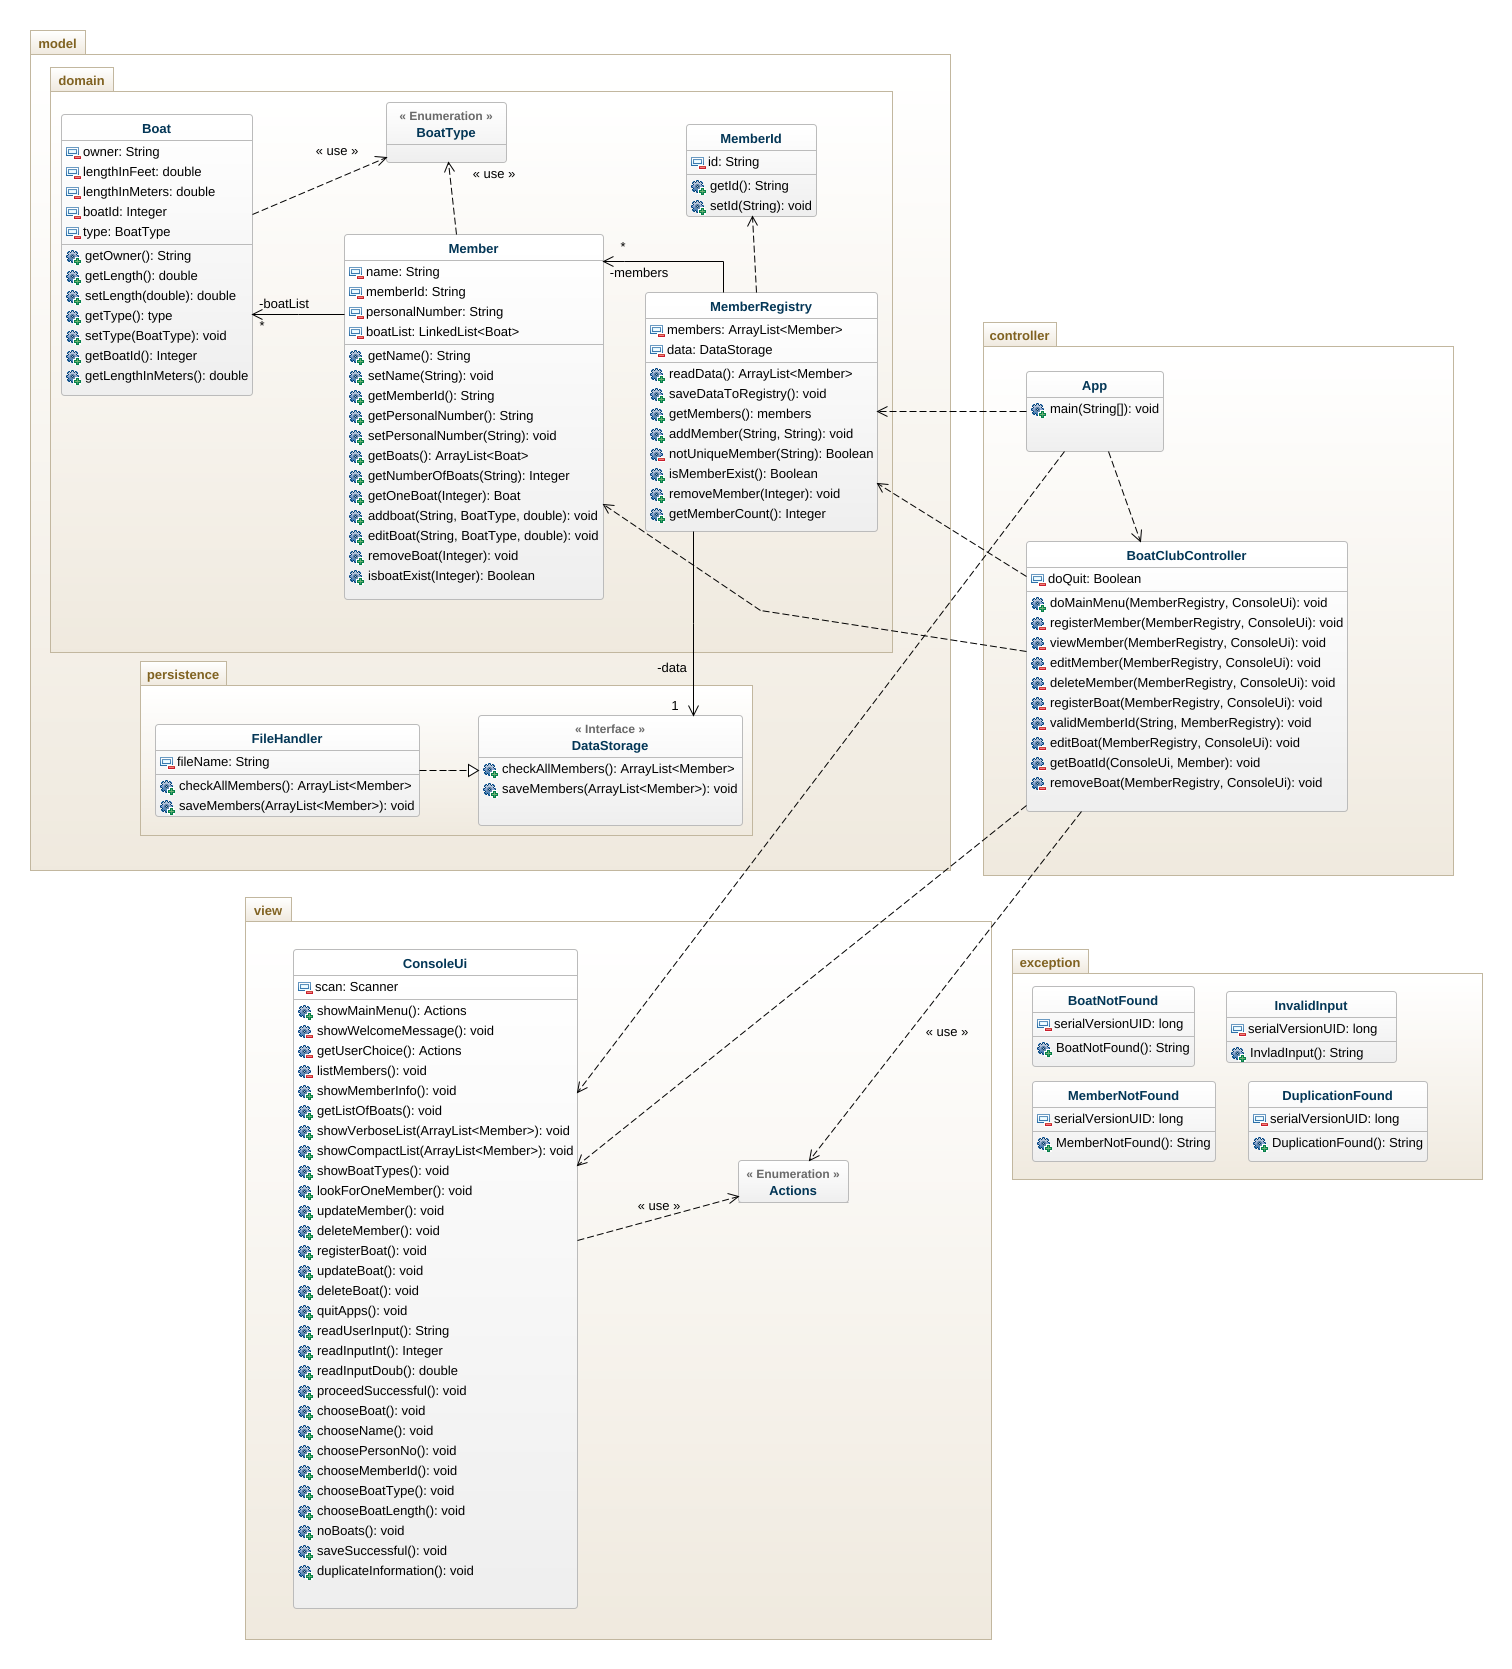 model
domain
Boat
owner: String
lengthInFeet: double
lengthInMeters: double
boatId: Integer
type: BoatType
getOwner(): String
getLength(): double
setLength(double): double
getType(): type
setType(BoatType): void
getBoatId(): Integer
getLengthInMeters(): double
« use »
« Enumeration »
BoatType
« use »
MemberId
id: String
getId(): String
setId(String): void
-boatList
*
Member
name: String
memberId: String
personalNumber: String
boatList: LinkedList<Boat>
getName(): String
setName(String): void
getMemberId(): String
getPersonalNumber(): String
setPersonalNumber(String): void
getBoats(): ArrayList<Boat>
getNumberOfBoats(String): Integer
getOneBoat(Integer): Boat
addboat(String, BoatType, double): void
editBoat(String, BoatType, double): void
removeBoat(Integer): void
isboatExist(Integer): Boolean
*
-members
MemberRegistry
members: ArrayList<Member>
data: DataStorage
readData(): ArrayList<Member>
saveDataToRegistry(): void
getMembers(): members
addMember(String, String): void
notUniqueMember(String): Boolean
isMemberExist(): Boolean
removeMember(Integer): void
getMemberCount(): Integer
-data
1
persistence
FileHandler
fileName: String
checkAllMembers(): ArrayList<Member>
saveMembers(ArrayList<Member>): void
« Interface »
DataStorage
checkAllMembers(): ArrayList<Member>
saveMembers(ArrayList<Member>): void
controller
App
main(String[]): void
BoatClubController
doQuit: Boolean
doMainMenu(MemberRegistry, ConsoleUi): void
registerMember(MemberRegistry, ConsoleUi): void
viewMember(MemberRegistry, ConsoleUi): void
editMember(MemberRegistry, ConsoleUi): void
deleteMember(MemberRegistry, ConsoleUi): void
registerBoat(MemberRegistry, ConsoleUi): void
validMemberId(String, MemberRegistry): void
editBoat(MemberRegistry, ConsoleUi): void
getBoatId(ConsoleUi, Member): void
removeBoat(MemberRegistry, ConsoleUi): void
view
ConsoleUi
scan: Scanner
showMainMenu(): Actions
showWelcomeMessage(): void
getUserChoice(): Actions
listMembers(): void
showMemberInfo(): void
getListOfBoats(): void
showVerboseList(ArrayList<Member>): void
showCompactList(ArrayList<Member>): void
showBoatTypes(): void
lookForOneMember(): void
updateMember(): void
deleteMember(): void
registerBoat(): void
updateBoat(): void
deleteBoat(): void
quitApps(): void
readUserInput(): String
readInputInt(): Integer
readInputDoub(): double
proceedSuccessful(): void
chooseBoat(): void
chooseName(): void
choosePersonNo(): void
chooseMemberId(): void
chooseBoatType(): void
chooseBoatLength(): void
noBoats(): void
saveSuccessful(): void
duplicateInformation(): void
« use »
« use »
« Enumeration »
Actions
exception
BoatNotFound
serialVersionUID: long
BoatNotFound(): String
InvalidInput
serialVersionUID: long
InvladInput(): String
MemberNotFound
serialVersionUID: long
MemberNotFound(): String
DuplicationFound
serialVersionUID: long
DuplicationFound(): String